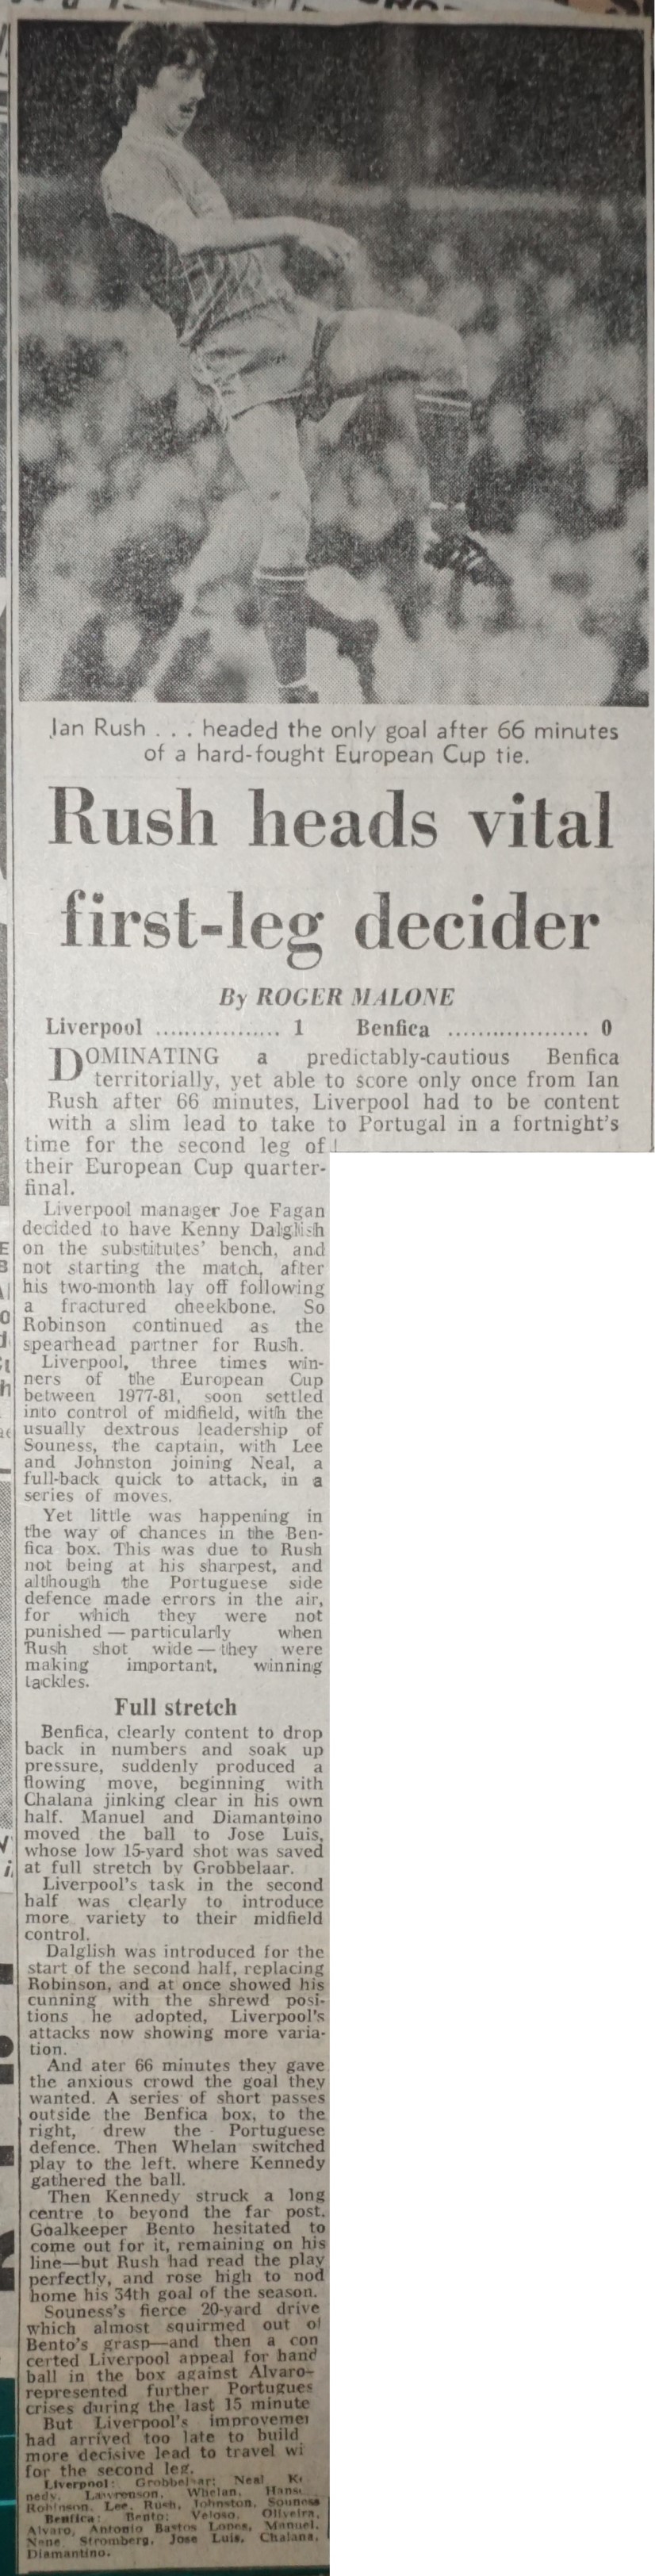 Ian Rush . . . headed the only goal after 66 minutes
of a hard-fought European Cup tie.
Rush heads vital
first-leg decider
By ROGER MALONE
Liverpool ................. 1 Benfica ................... 0
DOMINATING a predictably-cautious Benfica
territorially, yet able to score only once from Ian
Rush after 66 minutes, Liverpool had to be content
with a slim lead to take to Portugal in a fortnight's
time for the second leg of
their European Cup quarter-
final.
Liverpool manager Joe Fagan
decided to have Kenny Dalglish
on the substitutes' bench, and
not starting the match, after
his two-month lay off following
a fractured cheekbone. So
Robinson continued as the
spearhead partner for Rush.
Liverpool, three times win-
ners of the European Cup
between 1977-81, soon settled
into control of midfield, with the
usually dextrous leadership of
Souness, the captain, with Lee
and Johnston joining Neal, a
full-back quick to attack, in a
series of moves.
Yet little was happening in
the way of chances in the Ben-
fica box. This was due to Rush
not being at his sharpest, and
although the Portuguese side
defence made errors in the air,
for which they were not
punished — particularly when
Rush shot wide — they were
making important, winning
tackles.
Full stretch
Benfica, clearly content to drop
back in numbers and soak up
pressure, suddenly produced a
flowing move, beginning with
Chalana jinking clear in his own
half. Manuel and Diamantoino
moved the ball to Jose Luis,
whose low 15-yard shot was saved
at full stretch by Grobbelaar.
Liverpool's task in the second
half was clearly to introduce
more variety to their midfield
control.
Dalglish was introduced for the
start of the second half, replacing
Robinson, and at once showed his
cunning with the shrewd posi-
tions he adopted, Liverpool's
attacks now showing more varia-
tion.
And ater 66 minutes they gave
the anxious crowd the goal they
wanted. A series of short passes
outside the Benfica box, to the
right, drew the Portuguese
defence. Then Whelan switched
play to the left, where Kennedy
gathered the ball.
Then Kennedy struck a long
centre to beyond the far post.
Goalkeeper Bento hesitated to
come out for it, remaining on his
line—but Rush had read the play
perfectly, and rose high to nod
home his 34th goal of the season.
Souness's fierce 20-yard drive
which almost squirmed out of
Bento's grasp—and then a con
certed Liverpool appeal for hand
ball in the box against Alvaro—
represented further Portugues
crises during the last 15 minute
But Liverpool's improvemer
had arrived too late to build
more decisive lead to travel wi
for the second leg.
Liverpool: Grobbelaar; Neal Ke
nedy, Lawrenson, Whelan, Hans
Robinson, Lee, Rush, Johnston, Souness
Benfica: Bento; Veloso, Oliveira,
Alvaro, Antonio Bastos Lopes, Manuel,
Nene, Stromberg, Jose Luis, Chalana,
Diamantino.